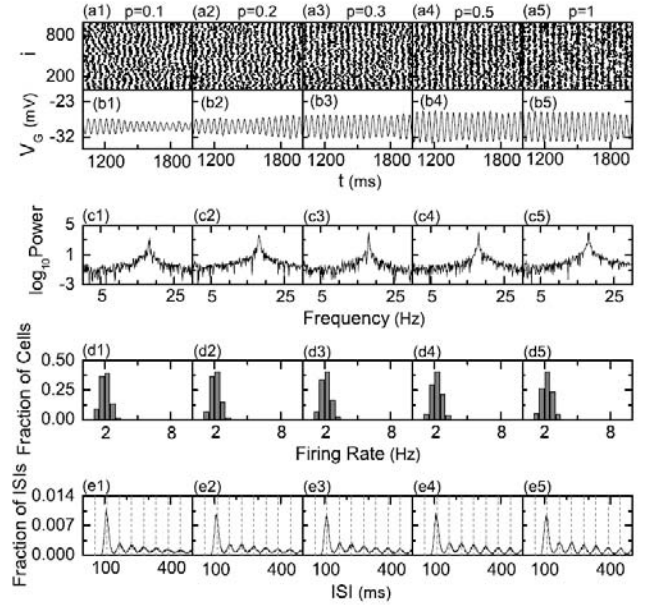 (a1) p=0.1 (a2) p=0.2 (a3) p=0.3 (a4) p=0.5 (a5) p=1
800
i
200
-23
(b1) (b2) (b3) (b4) (b5)
V_G (mV)
-32
1200 1800 1200 1800 1200 1800 1200 1800 1200 1800
t (ms)
(c1) (c2) (c3) (c4) (c5)
5
log10Power
1
-3
5 25 5 25 5 25 5 25 5 25
Frequency (Hz)
(d1) (d2) (d3) (d4) (d5)
Fraction of Cells
0.50
0.25
0.00
2 8 2 8 2 8 2 8 2 8
Firing Rate (Hz)
(e1) (e2) (e3) (e4) (e5)
Fraction of ISIs
0.014
0.007
0.000
100 400 100 400 100 400 100 400 100 400
ISI (ms)